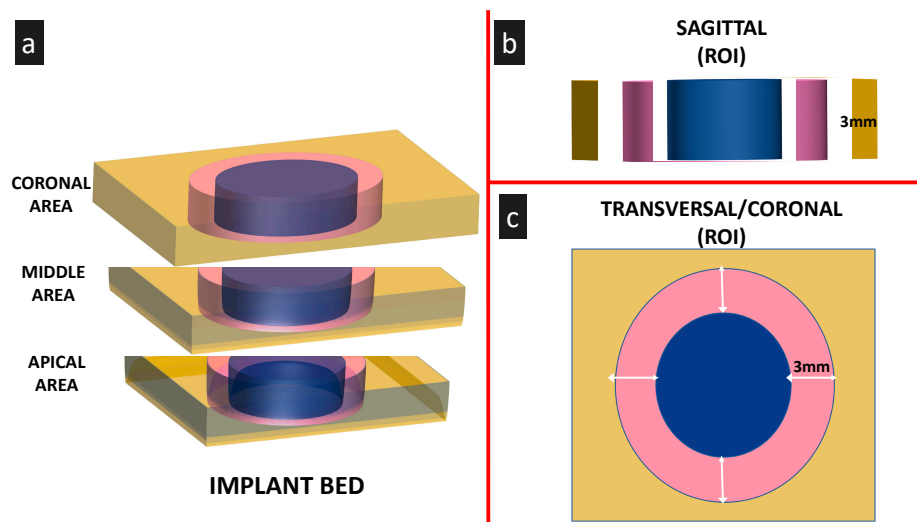 a
CORONAL
AREA
MIDDLE
AREA
APICAL
AREA
IMPLANT BED
b
SAGITTAL
(ROI)
3mm
c
TRANSVERSAL/CORONAL
(ROI)
3mm